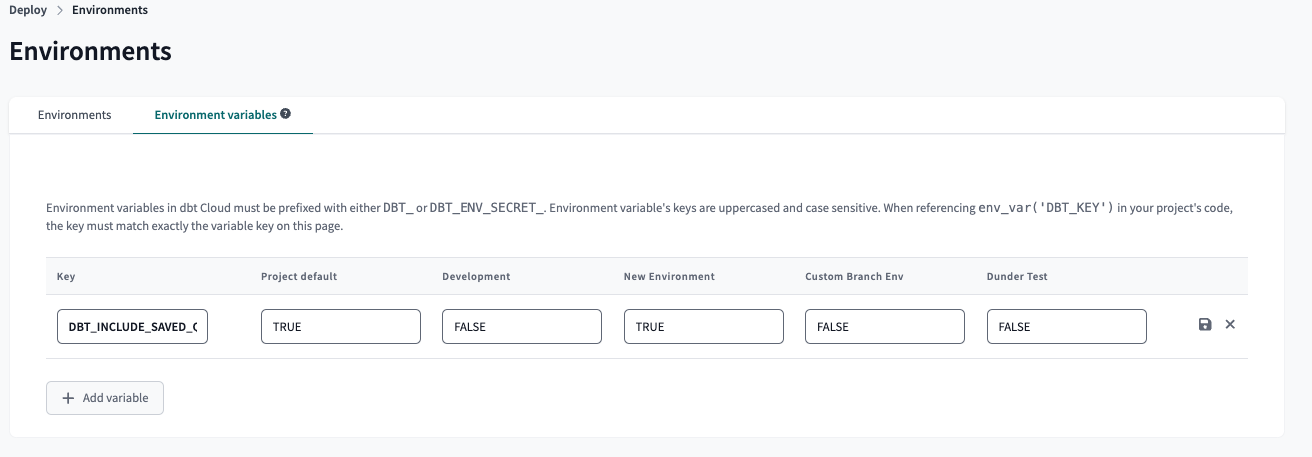 Deploy > Environments
Environments
Environments Environment variables ?
Environment variables in dbt Cloud must be prefixed with either DBT_ or DBT_ENV_SECRET_. Environment variable's keys are uppercased and case sensitive. When referencing env_var('DBT_KEY') in your project's code,
the key must match exactly the variable key on this page.
Key Project default Development New Environment Custom Branch Env Dunder Test
DBT_INCLUDE_SAVED_ TRUE FALSE TRUE FALSE FALSE
+ Add variable